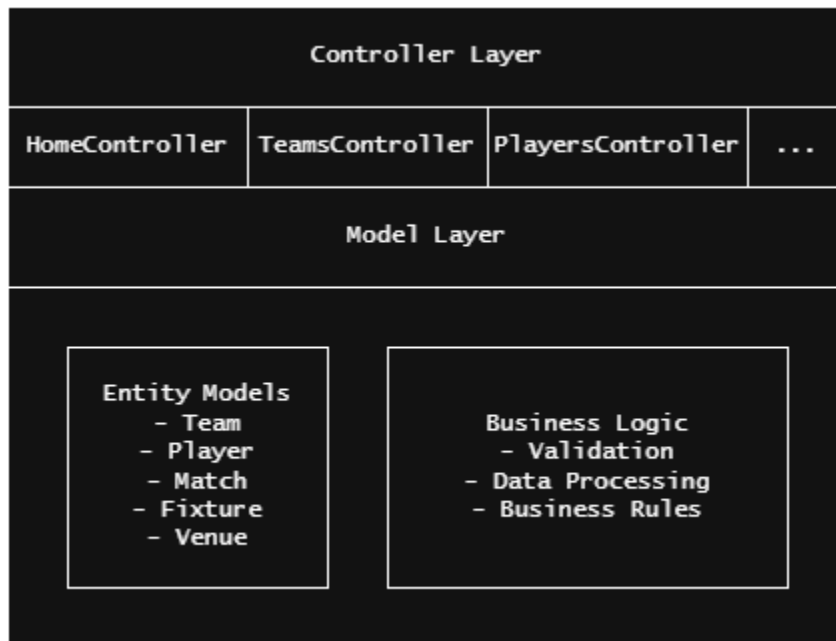 Controller Layer
HomeController
TeamsController
PlayersController
...
Model Layer
Entity Models
- Team
- Player
- Match
- Fixture
- Venue
Business Logic
- Validation
- Data Processing
- Business Rules